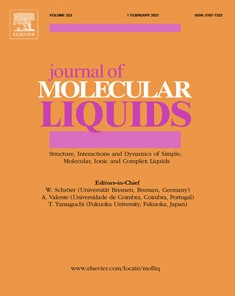 VOLUME 323
1 FEBRUARY 2021
ISSN 0167-7322
ELSEVIER
journal of
MOLECULAR
LIQUIDS
Structure, Interactions and Dynamics of Simple,
Molecular, Ionic and Complex Liquids
Editors-in-Chief
W. Schröer (Universität Bremen, Bremen, Germany)
A. Valente (Universidade de Coimbra, Coimbra, Portugal)
T. Yamaguchi (Fukuoka University, Fukuoka, Japan)
www.elsevier.com/locate/molliq